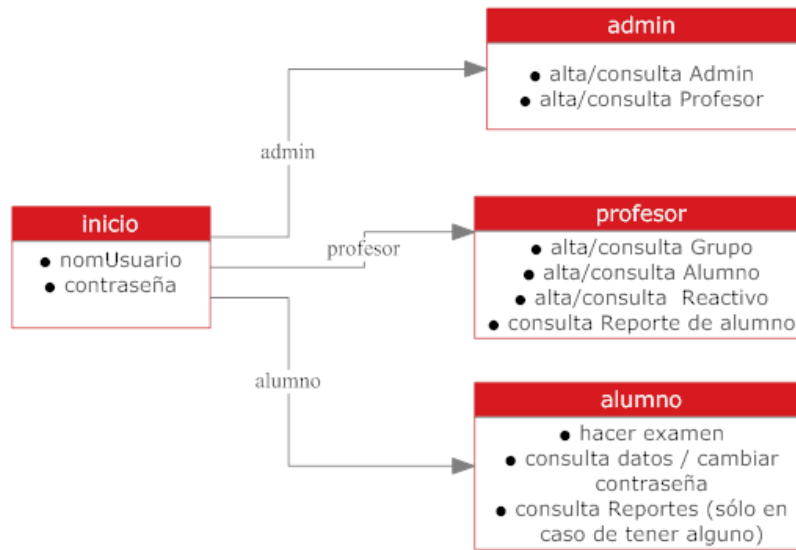 admin
● alta/consulta Admin
● alta/consulta Profesor
admin
inicio
● nomUsuario
● contraseña
profesor
profesor
● alta/consulta Grupo
● alta/consulta Alumno
● alta/consulta Reactivo
● consulta Reporte de alumno
alumno
alumno
● hacer examen
● consulta datos / cambiar
contraseña
● consulta Reportes (sólo en
caso de tener alguno)